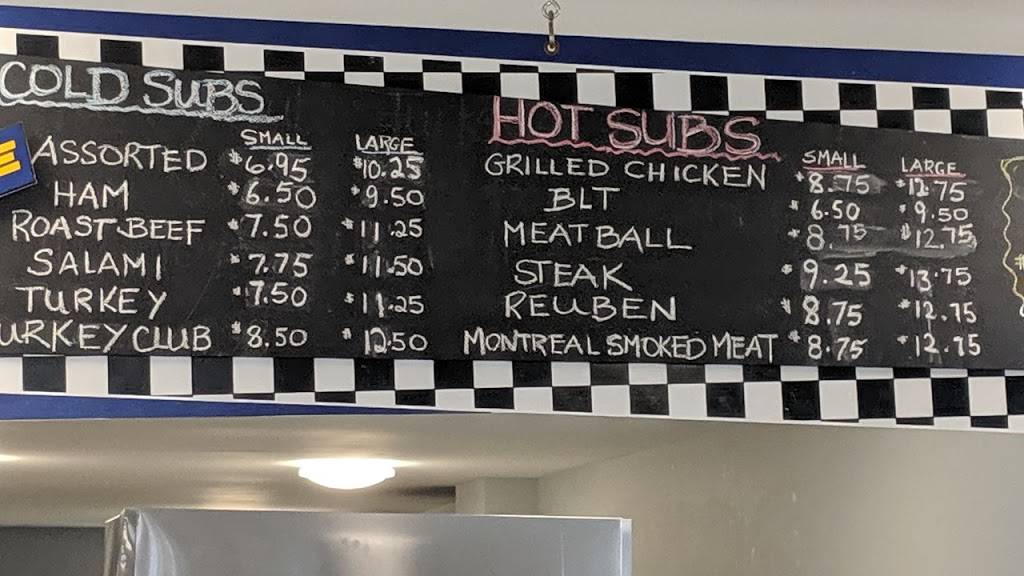 COLD SUBS
SMALL LARGE
ASSORTED $6.95 $10.25
HAM $6.50 $9.50
ROAST BEEF $7.50 $11.25
SALAMI $7.75 $11.50
TURKEY $7.50 $11.25
URKEY CLUB $8.50 $12.50
HOT SUBS
SMALL LARGE
GRILLED CHICKEN $8.75 $12.75
BLT $6.50 $9.50
MEATBALL $8.75 $12.75
STEAK $9.25 $13.75
REUBEN $8.75 $12.75
MONTREAL SMOKED MEAT $8.75 $12.75
E